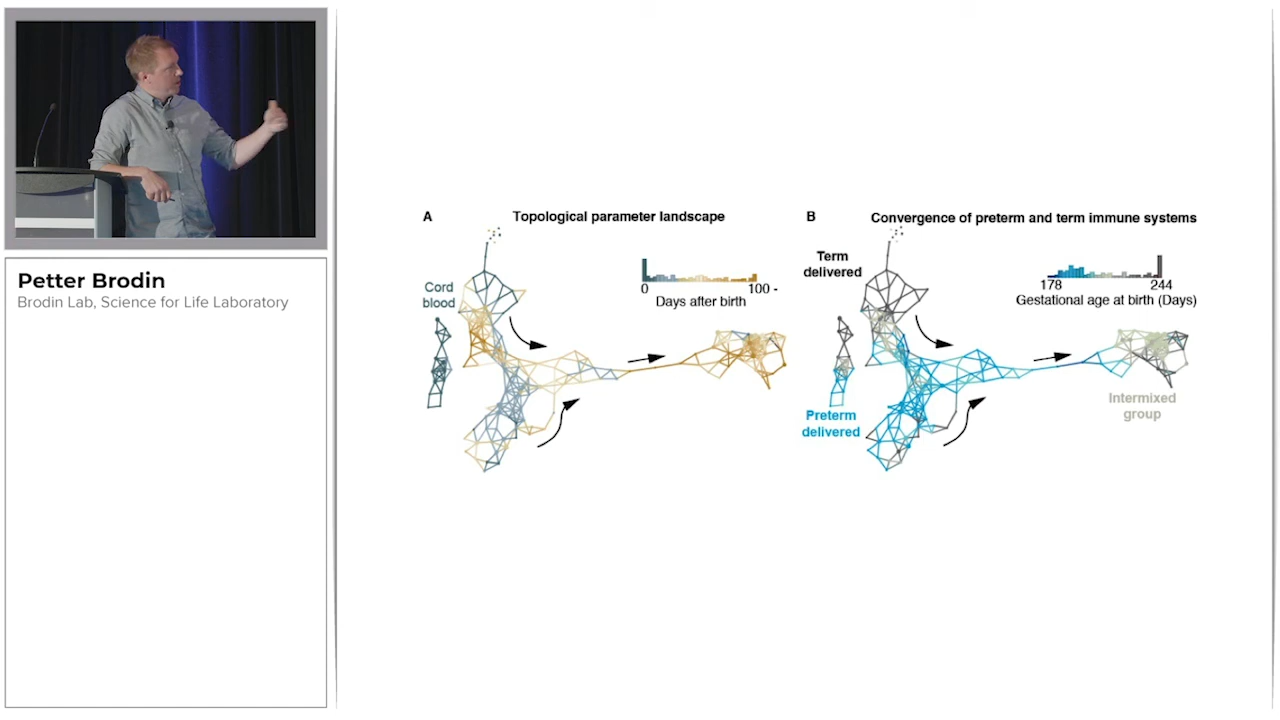 Petter Brodin
Brodin Lab, Science for Life Laboratory
A
Topological parameter landscape
Cord
blood
0
100 -
Days after birth
B
Convergence of preterm and term immune systems
Term
delivered
178
244
Gestational age at birth (Days)
Preterm
delivered
Intermixed
group